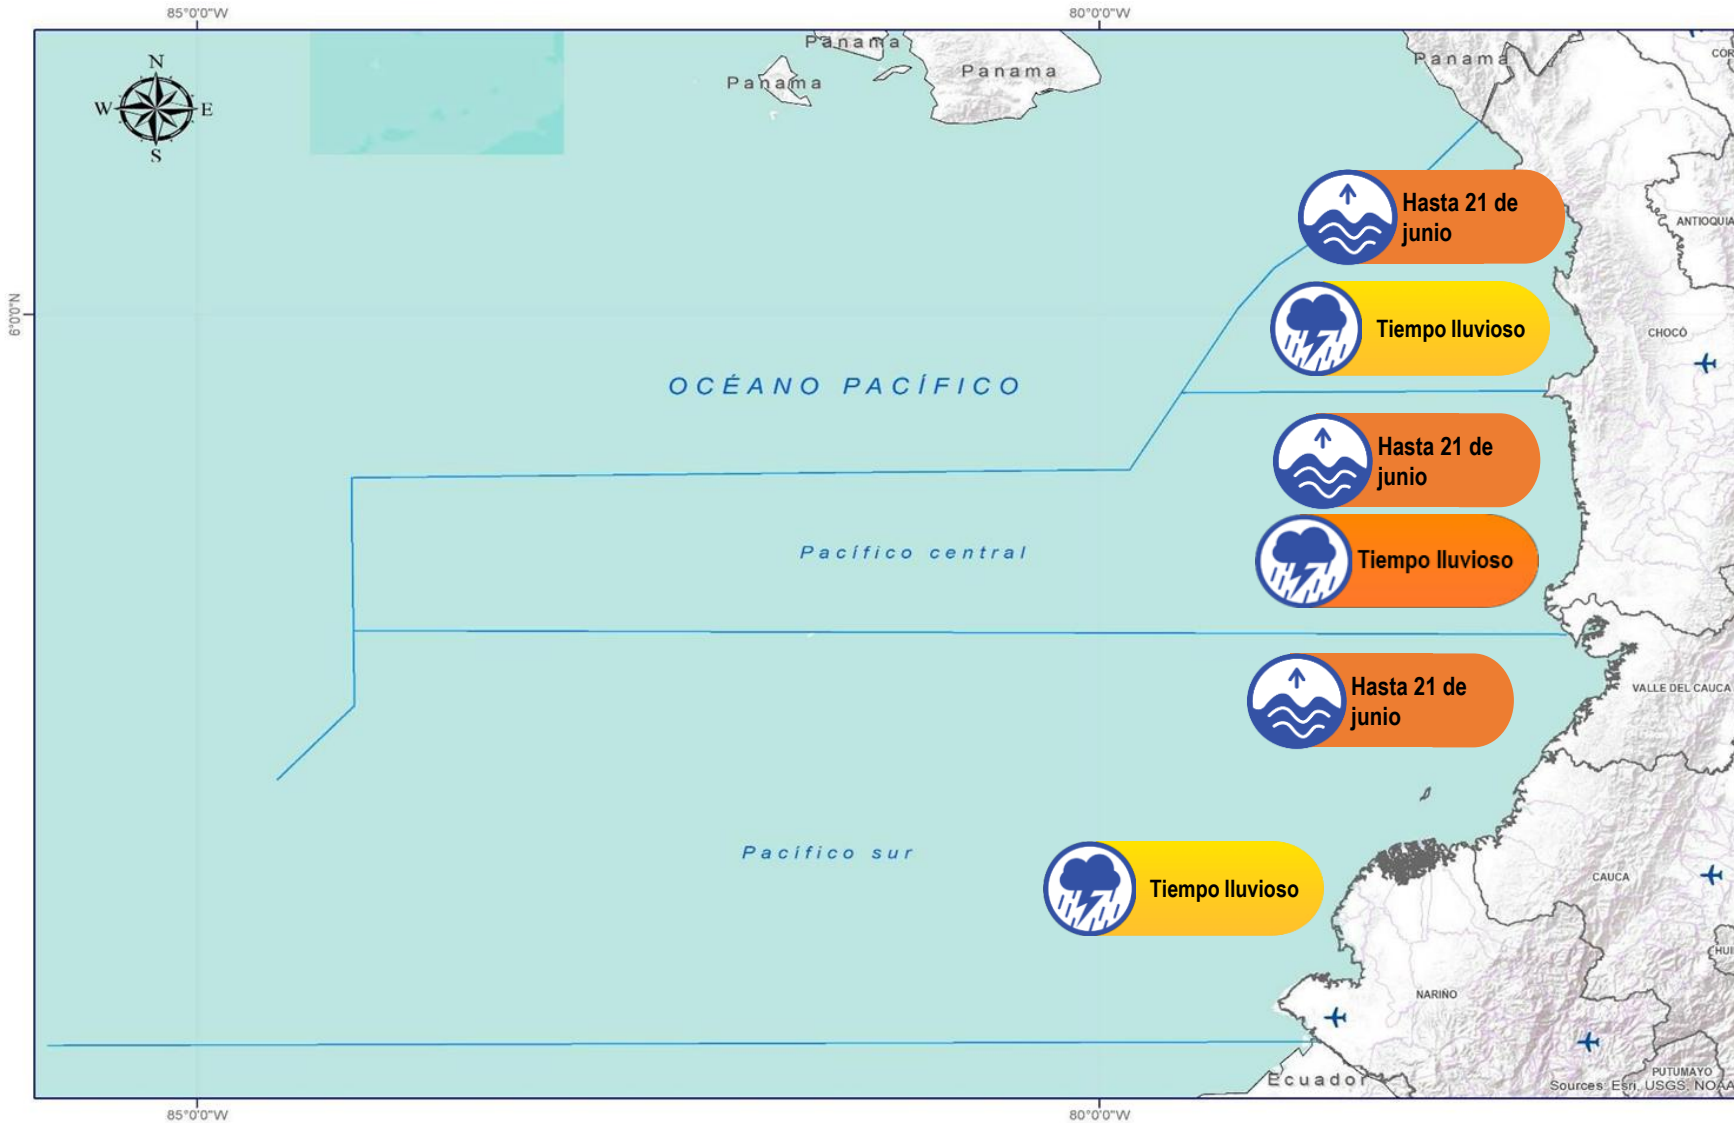 85°0'0"W
80°0'0"W
N
W
E
S
Panama
Panama
Panama
Panama
CÓR
Hasta 21 de
junio
ANTIOQUIA
6°0'0"N
Tiempo lluvioso
CHOCÓ
OCÉANO PACÍFICO
Hasta 21 de
junio
Pacífico central
Tiempo lluvioso
Hasta 21 de
junio
VALLE DEL CAUCA
Pacífico sur
Tiempo lluvioso
CAUCA
HUI
NARIÑO
Ecuador
PUTUMAYO
Sources: Esri, USGS, NOAA
85°0'0"W
80°0'0"W